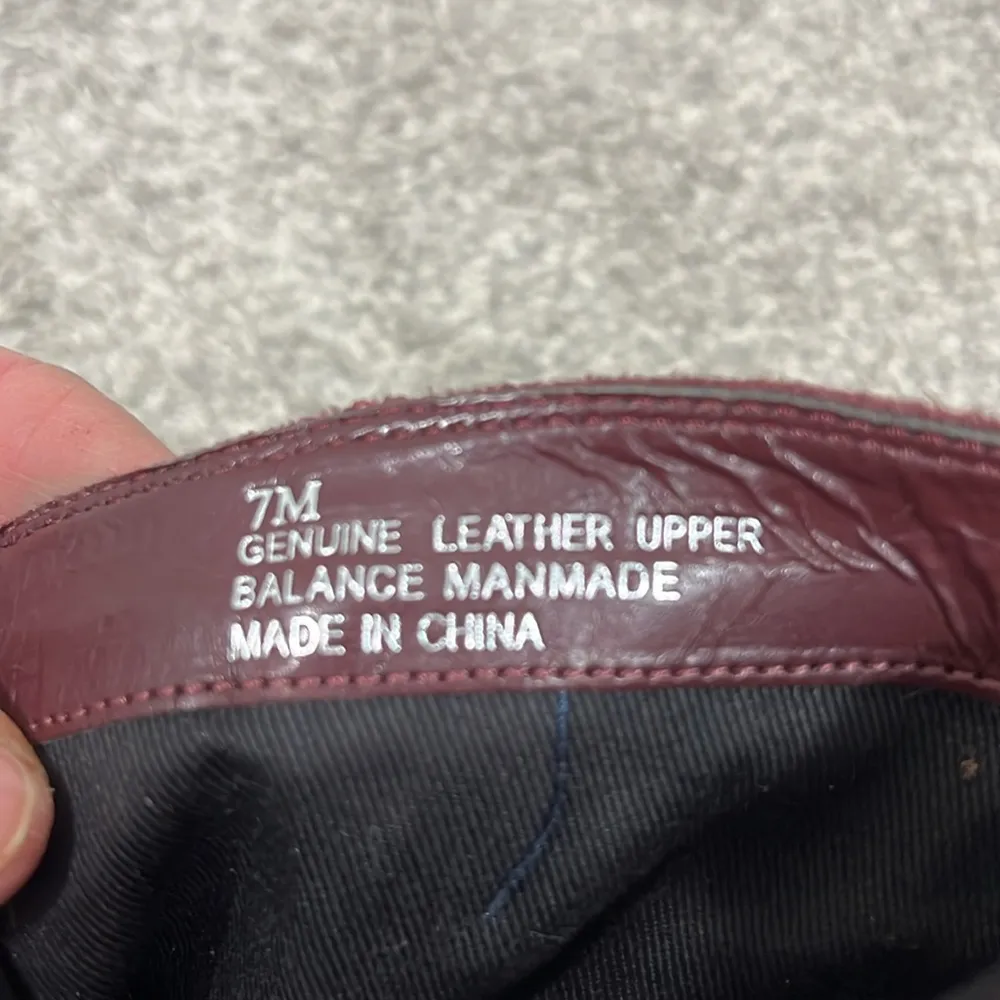 7M
GENUINE LEATHER UPPER
BALANCE MANMADE
MADE IN CHINA